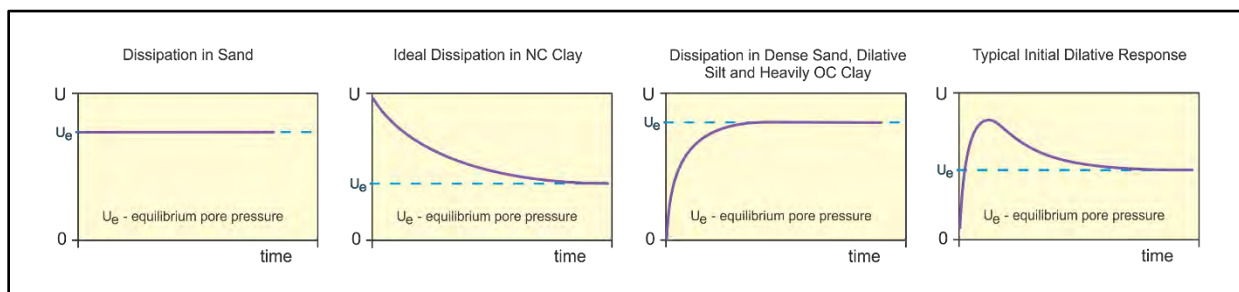 Dissipation in Sand
U
Ue
Ue - equilibrium pore pressure
0
time
Ideal Dissipation in NC Clay
U
Ue
Ue - equilibrium pore pressure
0
time
Dissipation in Dense Sand, Dilative
Silt and Heavily OC Clay
U
Ue
Ue - equilibrium pore pressure
0
time
Typical Initial Dilative Response
U
Ue
Ue - equilibrium pore pressure
0
time